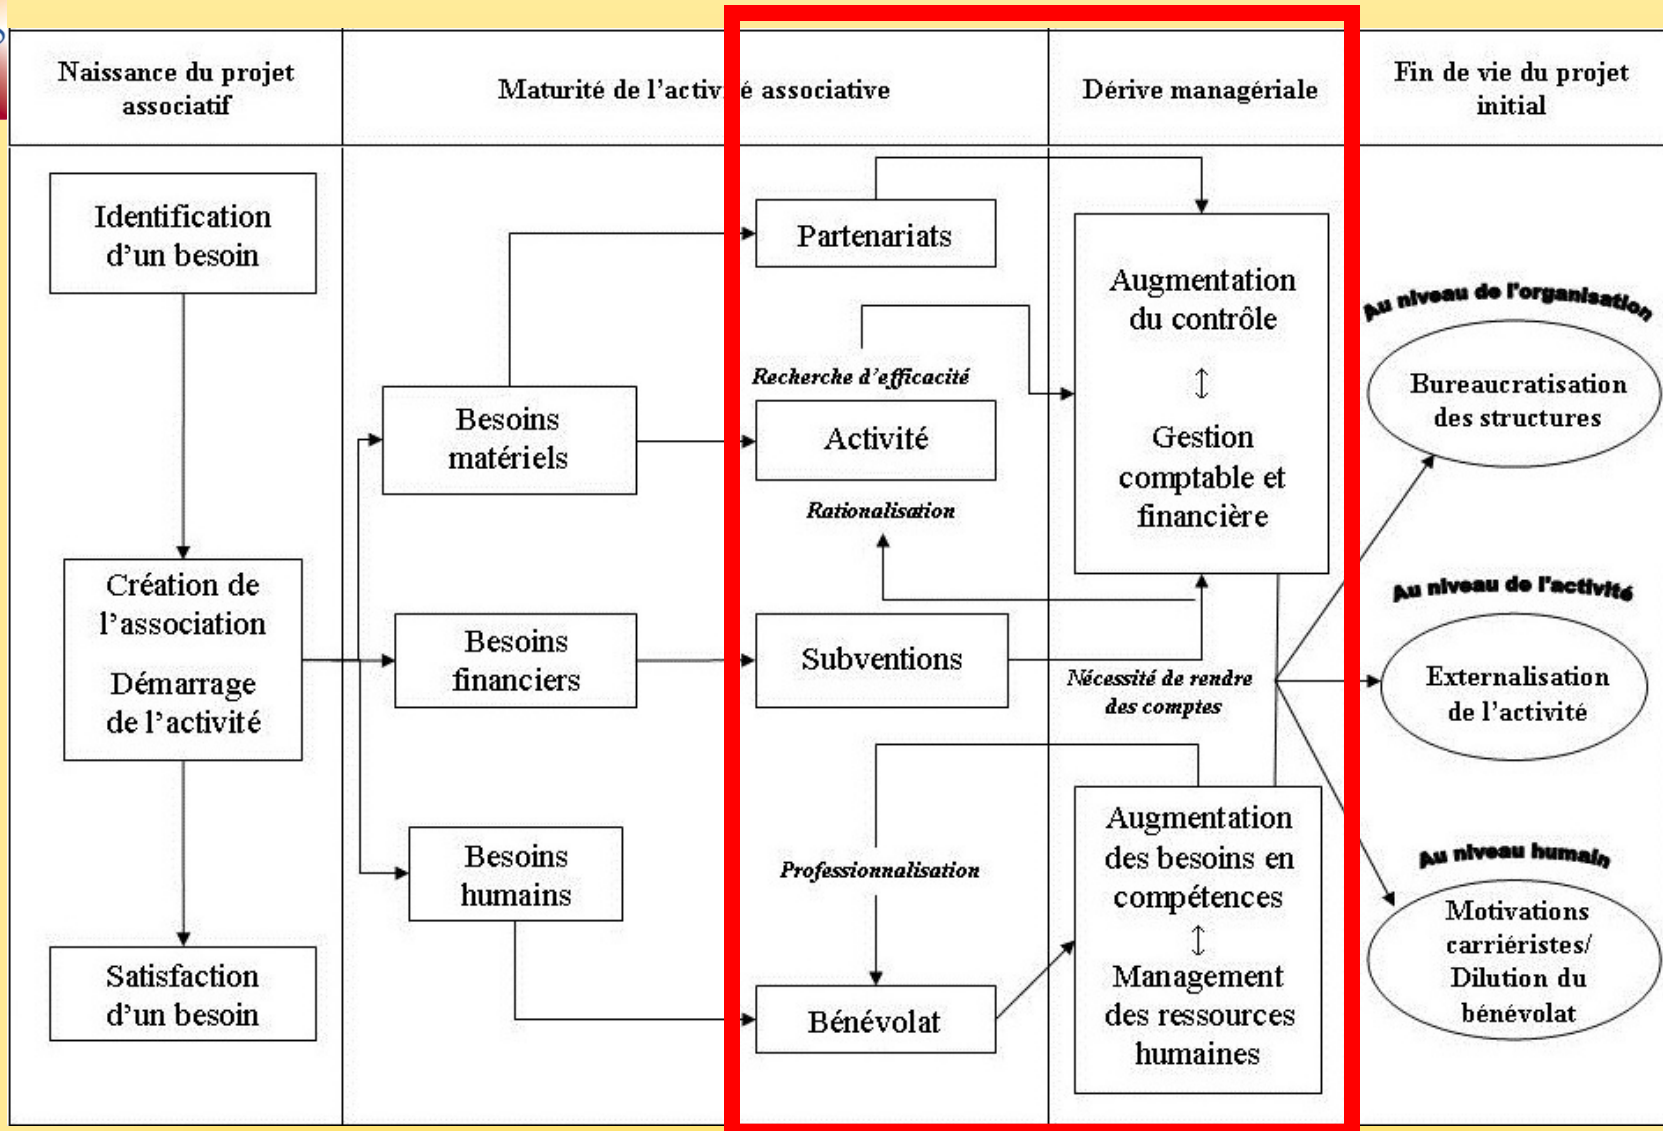 Naissance du projet
associatif
Maturité de l'activité associative
Dérive managériale
Fin de vie du projet
initial
Identification
d'un besoin
Création de
l'association
Démarrage
de l'activité
Satisfaction
d'un besoin
Besoins
matériels
Besoins
financiers
Besoins
humains
Partenariats
Recherche d'efficacité
Activité
Rationalisation
Subventions
Professionnalisation
Bénévolat
Augmentation
du contrôle
Gestion
comptable et
financière
Nécessité de rendre
des comptes
Augmentation
des besoins en
compétences
Management
des ressources
humaines
Au niveau de l'organisation
Bureaucratisation
des structures
Au niveau de l'activité
Externalisation
de l'activité
Au niveau humain
Motivations
carriéristes/
Dilution du
bénévolat